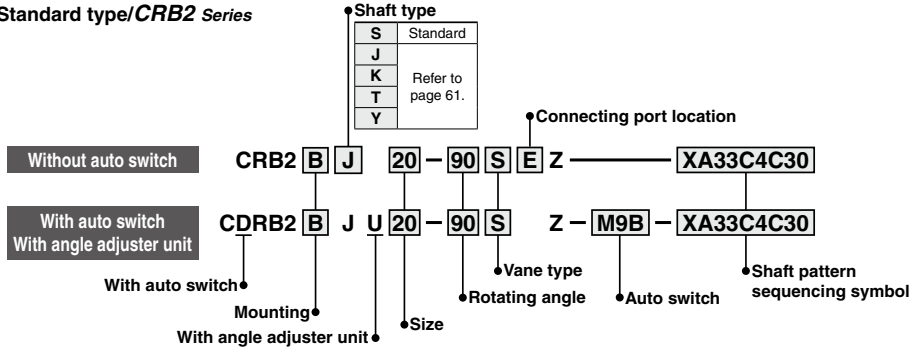 Standard type/CRB2 Series
Shaft type
S Standard
J
K
T
Y
Refer to
page 61.
Connecting port location
Without auto switch
CRB2 B J 20 – 90 S E Z – XA33C4C30
With auto switch
With angle adjuster unit
CDRB2 B J U 20 – 90 S Z – M9B – XA33C4C30
With auto switch
Mounting
With angle adjuster unit
Size
Rotating angle
Vane type
Auto switch
Shaft pattern
sequencing symbol